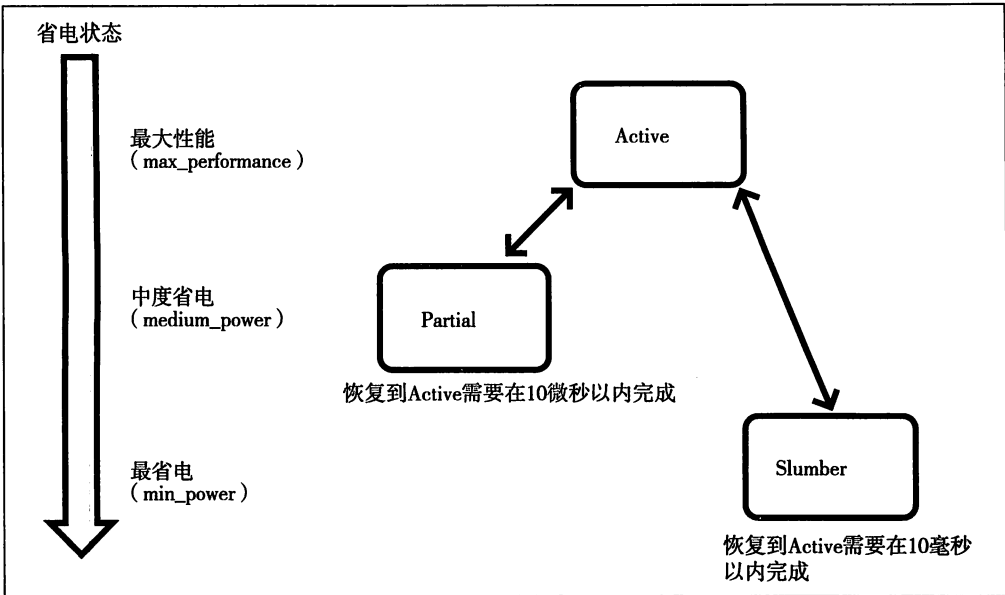 省电状态
最大性能
（max_performance）
Active
中度省电
（medium_power）
Partial
恢复到Active需要在10微秒以内完成
最省电
（min_power）
Slumber
恢复到Active需要在10毫秒
以内完成